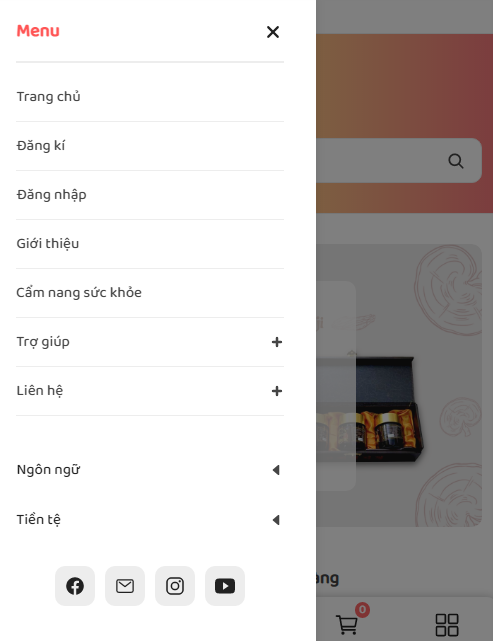 Menu
Trang chủ
Đăng kí
Đăng nhập
Giới thiệu
Cẩm nang sức khỏe
Trợ giúp
Liên hệ
Ngôn ngữ
Tiền tệ
0